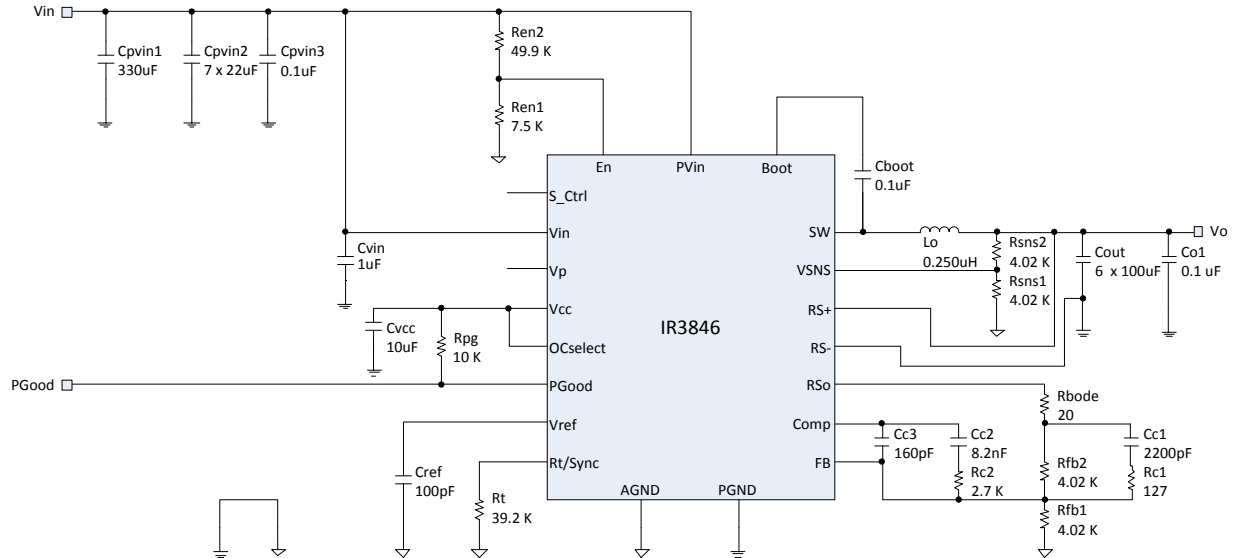 Vin
Cpvin1
330uF
Cpvin2
7 x 22uF
Cpvin3
0.1uF
Ren2
49.9 K
Ren1
7.5 K
En
PVin
Boot
Cboot
0.1uF
S_Ctrl
Vin
Cvin
1uF
Vp
Vcc
Cvcc
10uF
Rpg
10 K
OCselect
PGood
PGood
Vref
Cref
100pF
Rt/Sync
Rt
39.2 K
IR3846
AGND
PGND
SW
VSNS
RS+
RS-
RSo
Comp
FB
Lo
0.250uH
Rsns2
4.02 K
Rsns1
4.02 K
Cout
6 x 100uF
Co1
0.1 uF
Vo
Rbode
20
Cc3
160pF
Cc2
8.2nF
Rc2
2.7 K
Rfb2
4.02 K
Cc1
2200pF
Rc1
127
Rfb1
4.02 K